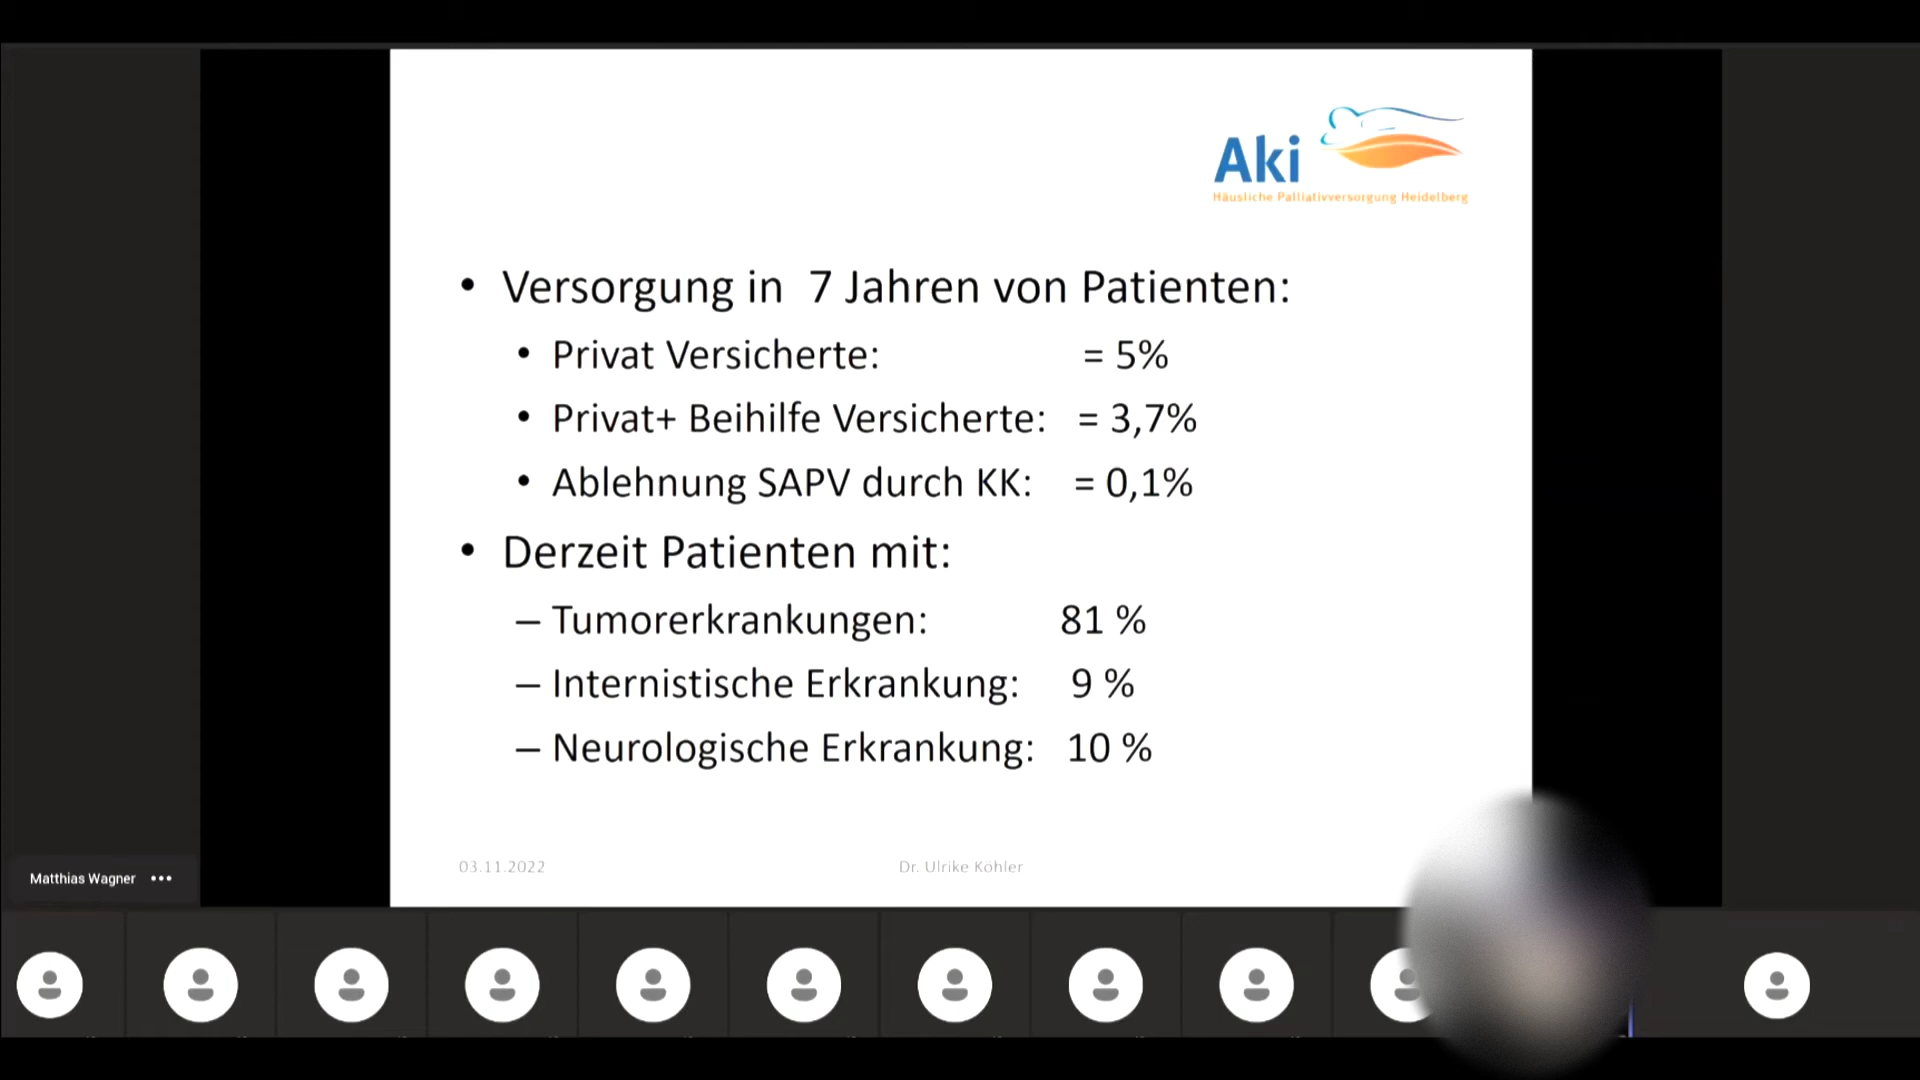 Aki
Häusliche Palliativversorgung Heidelberg
• Versorgung in 7 Jahren von Patienten:
• Privat Versicherte: = 5%
• Privat+ Beihilfe Versicherte: = 3,7%
• Ablehnung SAPV durch KK: = 0,1%
• Derzeit Patienten mit:
– Tumorerkrankungen: 81 %
– Internistische Erkrankung: 9 %
– Neurologische Erkrankung: 10 %
03.11.2022 Dr. Ulrike Köhler
Matthias Wagner •••